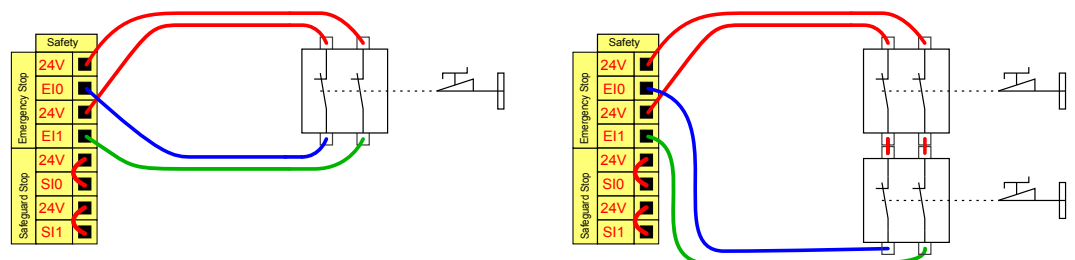 Safety
Emergency Stop
24V
EI0
24V
EI1
Safeguard Stop
24V
SI0
24V
SI1
Safety
Emergency Stop
24V
EI0
24V
EI1
Safeguard Stop
24V
SI0
24V
SI1